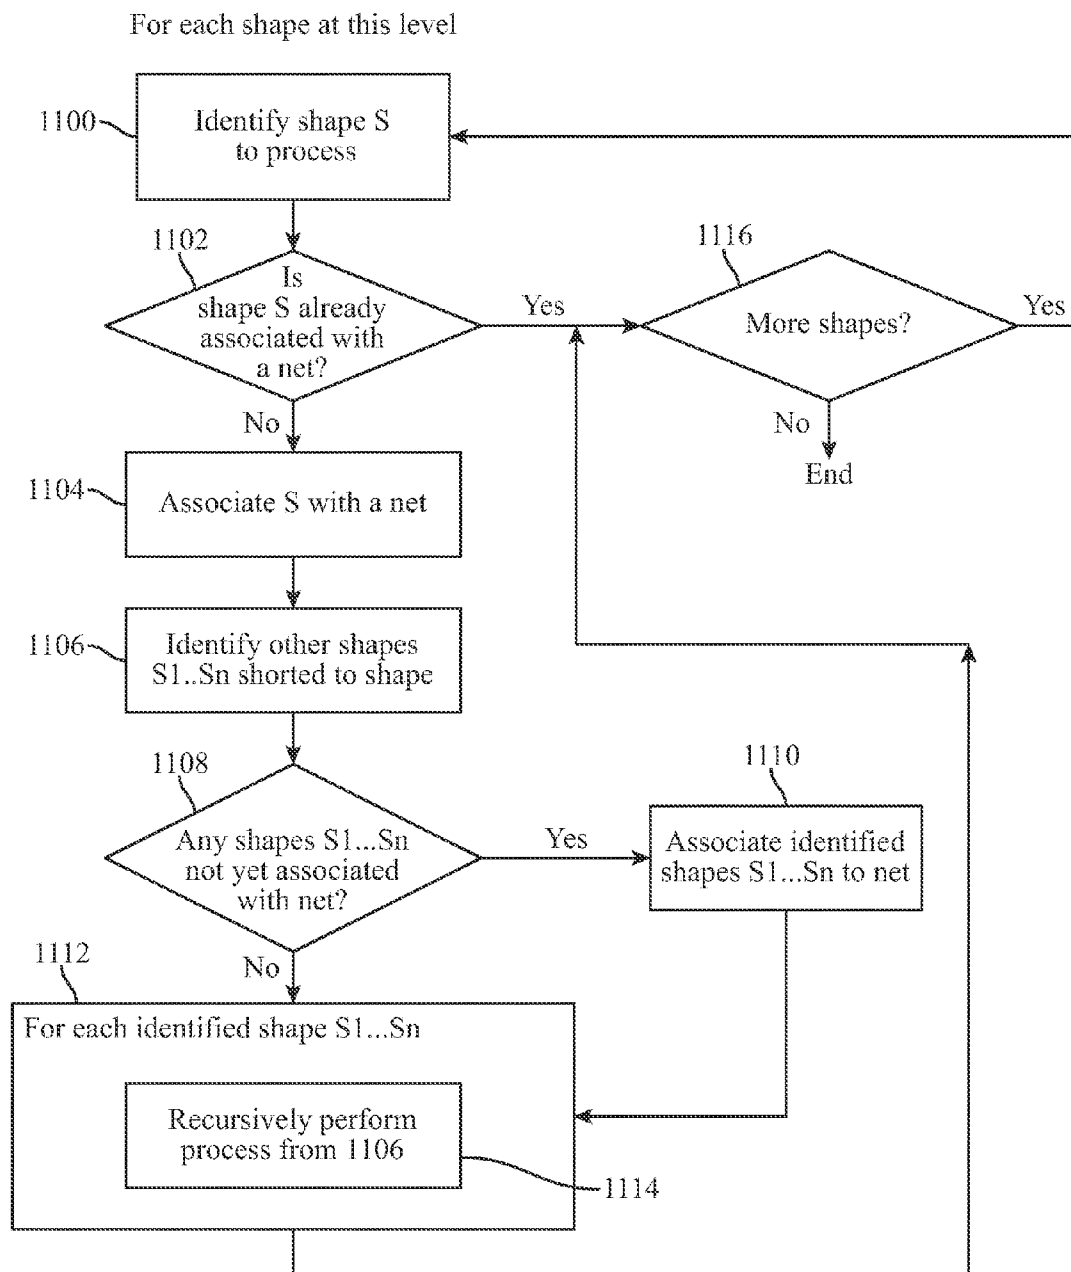 For each shape at this level
1100
Identify shape S
to process
1102
Is
shape S already
associated with
a net?
Yes
1116
More shapes?
Yes
No
End
No
1104
Associate S with a net
1106
Identify other shapes
S1..Sn shorted to shape
1108
Any shapes S1...Sn
not yet associated
with net?
Yes
1110
Associate identified
shapes S1...Sn to net
No
1112
For each identified shape S1...Sn
Recursively perform
process from 1106
1114